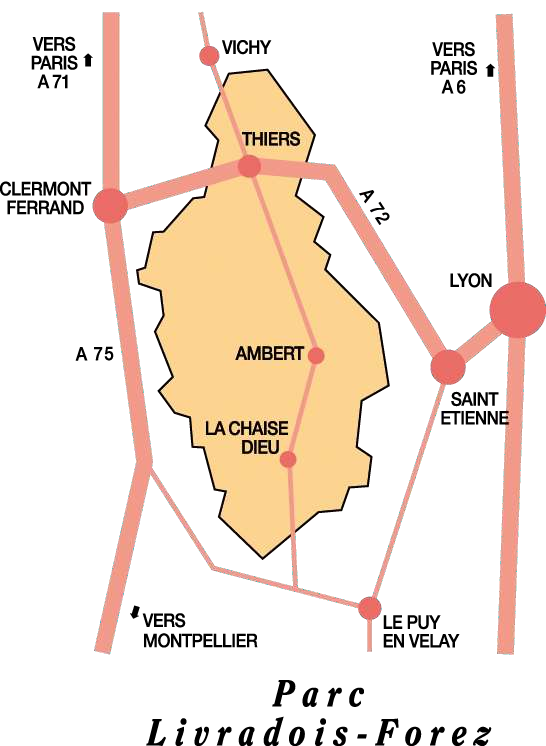 VERS
PARIS
A 71
VICHY
VERS
PARIS
A 6
THIERS
CLERMONT
FERRAND
A 72
LYON
A 75
AMBERT
SAINT
ETIENNE
LA CHAISE
DIEU
VERS
MONTPELLIER
LE PUY
EN VELAY
Parc
Livradois-Forez